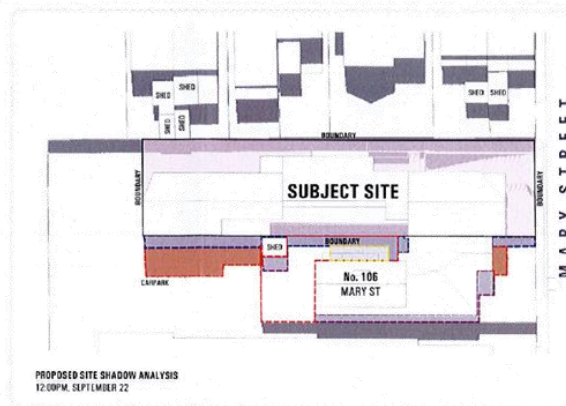 SHED
SHED
SHED
SHED
SHED SHED
BOUNDARY
BOUNDARY
SUBJECT SITE
BOUNDARY
MARY STREET
BOUNDARY
SHED
No. 106
MARY ST
CARPARK
PROPOSED SITE SHADOW ANALYSIS
12:00PM, SEPTEMBER 22